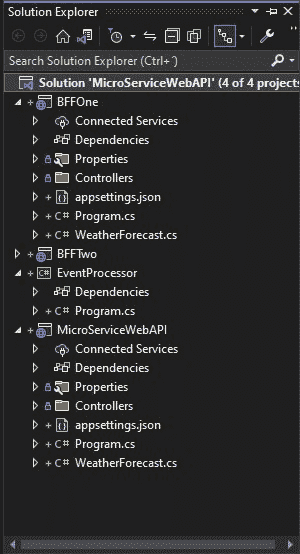 Solution Explorer
Search Solution Explorer (Ctrl+¨)
Solution 'MicroServiceWebAPI' (4 of 4 projects
BFFOne
Connected Services
Dependencies
Properties
Controllers
appsettings.json
C# Program.cs
C# WeatherForecast.cs
BFFTwo
C# EventProcessor
Dependencies
C# Program.cs
MicroServiceWebAPI
Connected Services
Dependencies
Properties
Controllers
appsettings.json
C# Program.cs
C# WeatherForecast.cs